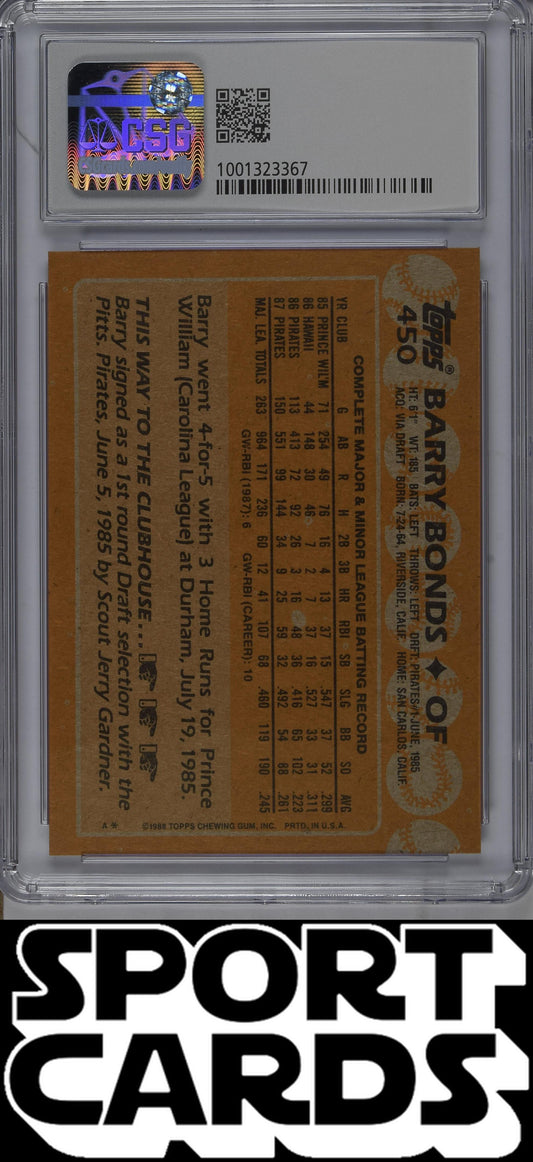 CSG
1001323367
topps®
450 BARRY BONDS ✦ OF
HT: 6'1" WT: 185 BATS: LEFT THROWS: LEFT DRFT: PIRATES #1-JUNE, 1985
ACQ: VIA DRAFT BORN: 7-24-64, RIVERSIDE, CALIF. HOME: SAN CARLOS, CALIF.
COMPLETE MAJOR & MINOR LEAGUE BATTING RECORD
YR CLUB G AB R H 2B 3B HR RBI SB SLG BB SO AVG
85 PRINCE WIL'M 71 254 49 76 16 4 13 37 15 .547 37 52 .299
86 HAWAII 44 148 30 46 7 2 7 37 16 .527 33 31 .311
86 PIRATES 113 413 72 92 26 3 16 48 36 .416 65 102 .223
87 PIRATES 150 551 99 144 34 9 25 59 32 .492 54 88 .261
MAJ. LEA. TOTALS 263 964 171 236 60 12 41 107 68 .460 119 190 .245
GW-RBI (1987): 6 GW-RBI (CAREER): 10
Barry went 4-for-5 with 3 Home Runs for Prince
William (Carolina League) at Durham, July 19, 1985.
THIS WAY TO THE CLUBHOUSE...
Barry signed as a 1st round Draft selection with the
Pitts. Pirates, June 5, 1985 by Scout Jerry Gardner.
A * ©1988 TOPPS CHEWING GUM, INC. PRTD. IN U.S.A.
SPORT
CARDS